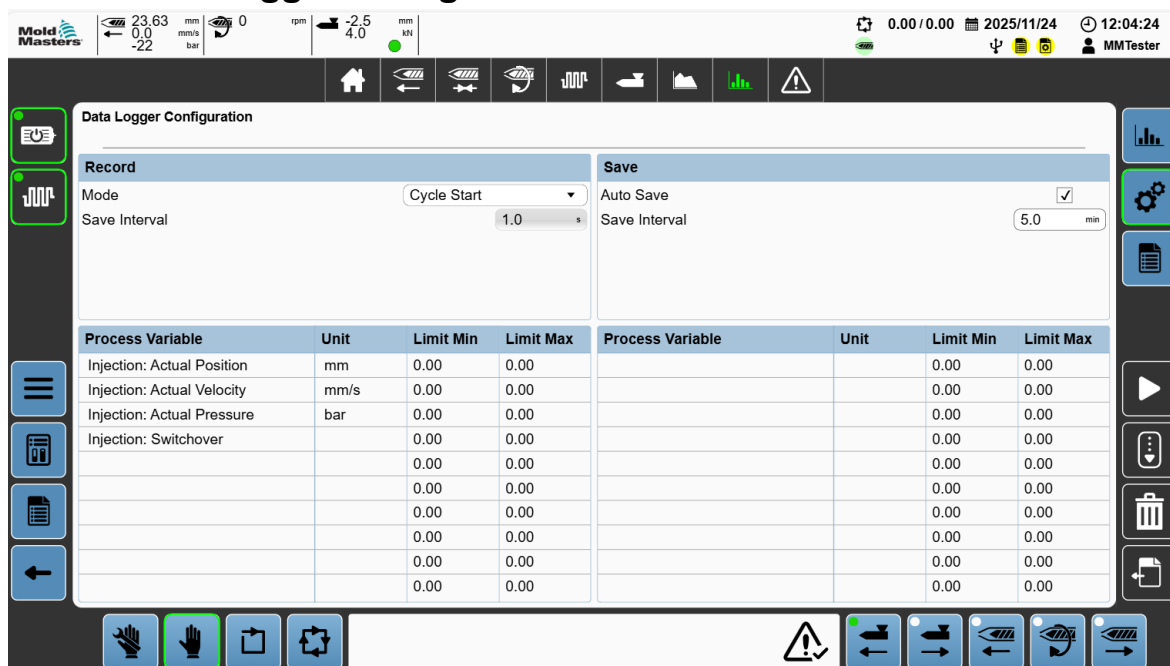 Mold Masters
23.63 mm
0.0 mm/s
-22 bar
0 rpm
-2.5 mm
4.0 kN
0.00 / 0.00 2025/11/24 12:04:24
MMTester
Data Logger Configuration
Record
Mode Cycle Start
Save Interval 1.0 s
Save
Auto Save
Save Interval 5.0 min
Process Variable Unit Limit Min Limit Max Process Variable Unit Limit Min Limit Max
Injection: Actual Position mm 0.00 0.00 0.00 0.00
Injection: Actual Velocity mm/s 0.00 0.00 0.00 0.00
Injection: Actual Pressure bar 0.00 0.00 0.00 0.00
Injection: Switchover 0.00 0.00 0.00 0.00
0.00 0.00 0.00 0.00
0.00 0.00 0.00 0.00
0.00 0.00 0.00 0.00
0.00 0.00 0.00 0.00
0.00 0.00 0.00 0.00
0.00 0.00 0.00 0.00